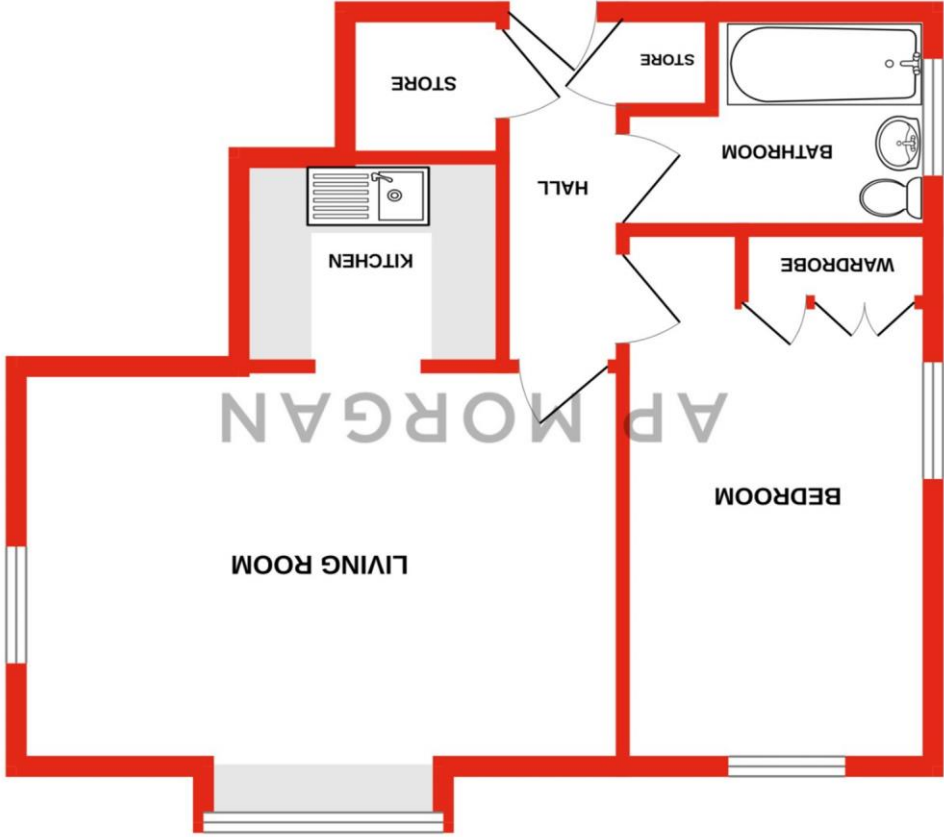 LIVING ROOM
BEDROOM
AP MORGAN
WARDROBE
KITCHEN
HALL
BATHROOM
STORE
STORE